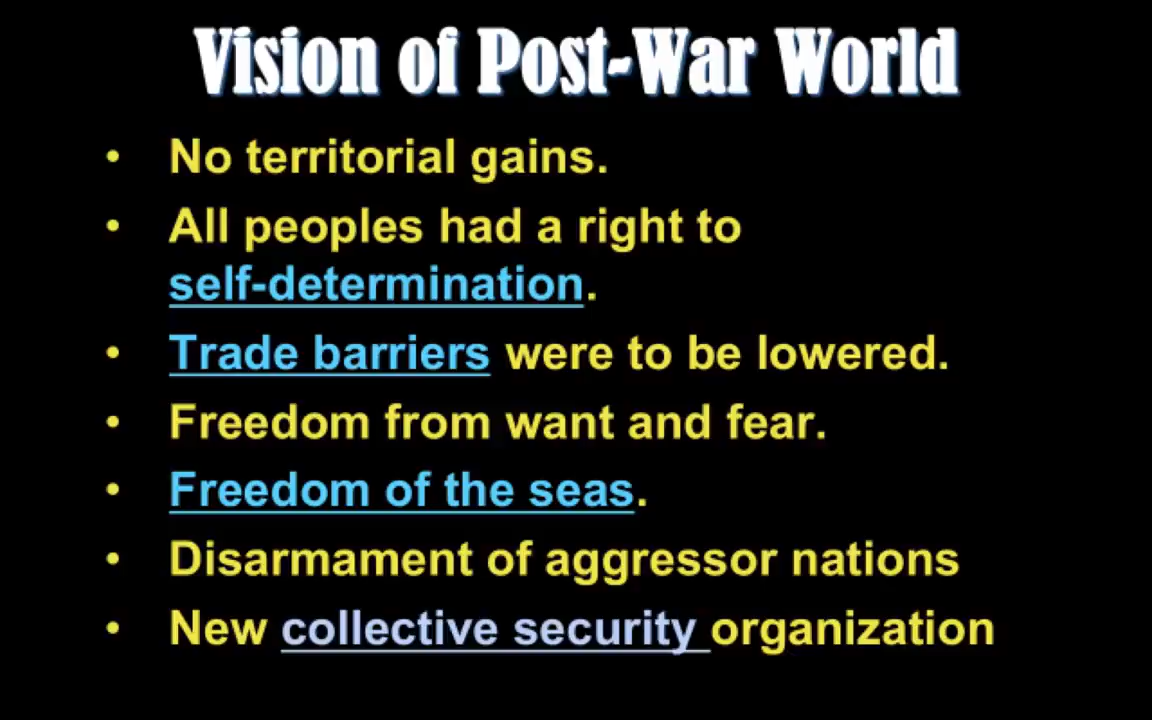 Vision of Post-War World
• No territorial gains.
• All peoples had a right to
self-determination.
• Trade barriers were to be lowered.
• Freedom from want and fear.
• Freedom of the seas.
• Disarmament of aggressor nations
• New collective security organization